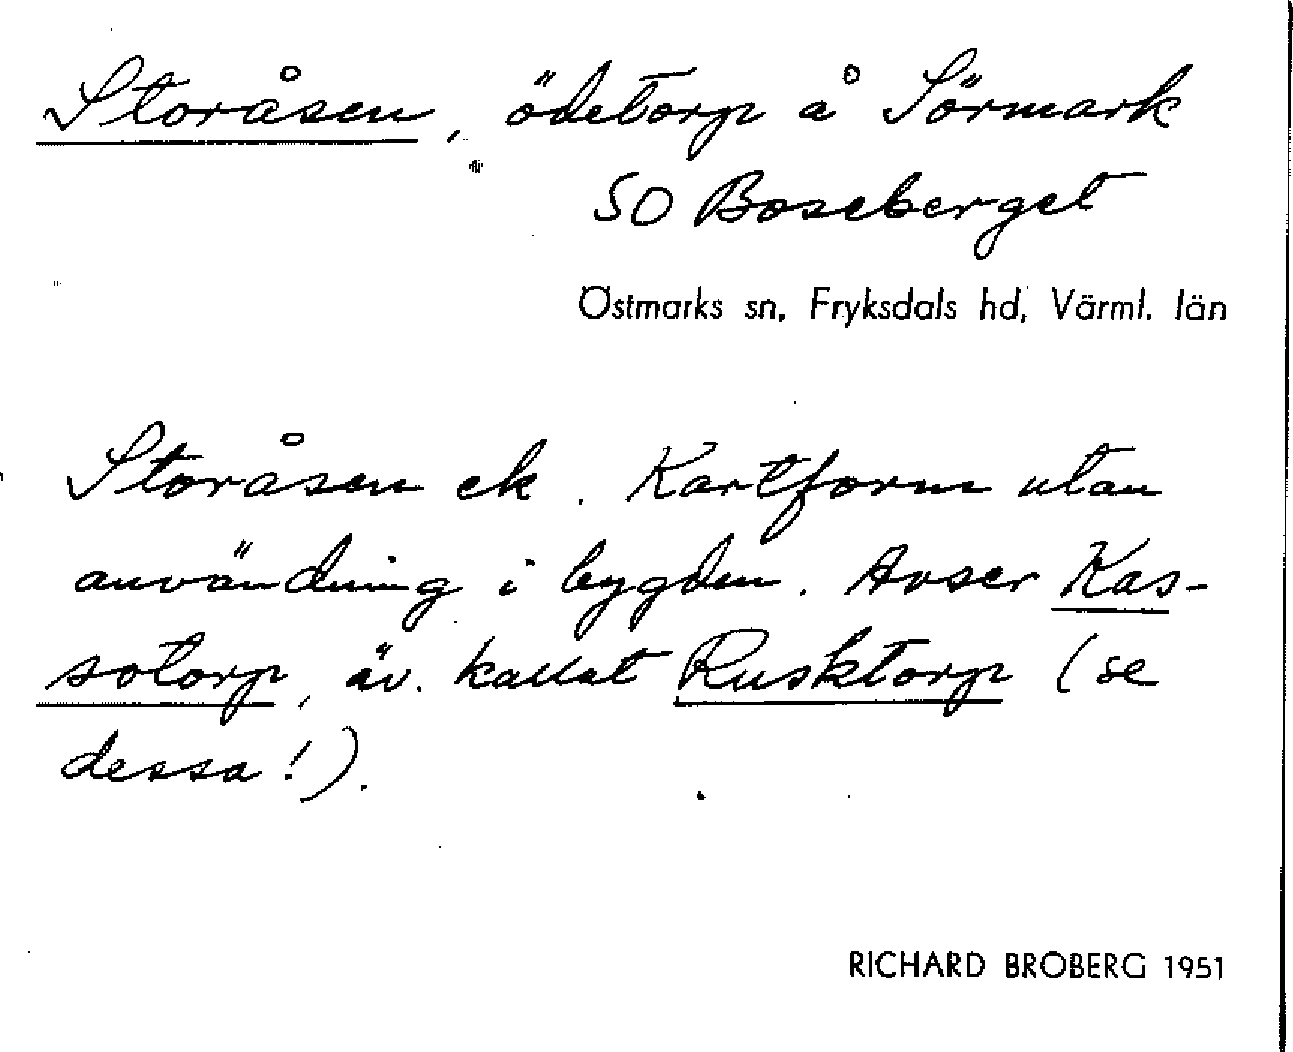 Storåsen, ödetorp å Sörmark
SO Boseberget
Östmarks sn, Fryksdals hd, Värml. län
Storåsen ek. Kartform utan
användning i bygden. Avser Kas-
sotorp, äv. kallat Rusktorp (se
dessa!).
RICHARD BROBERG 1951